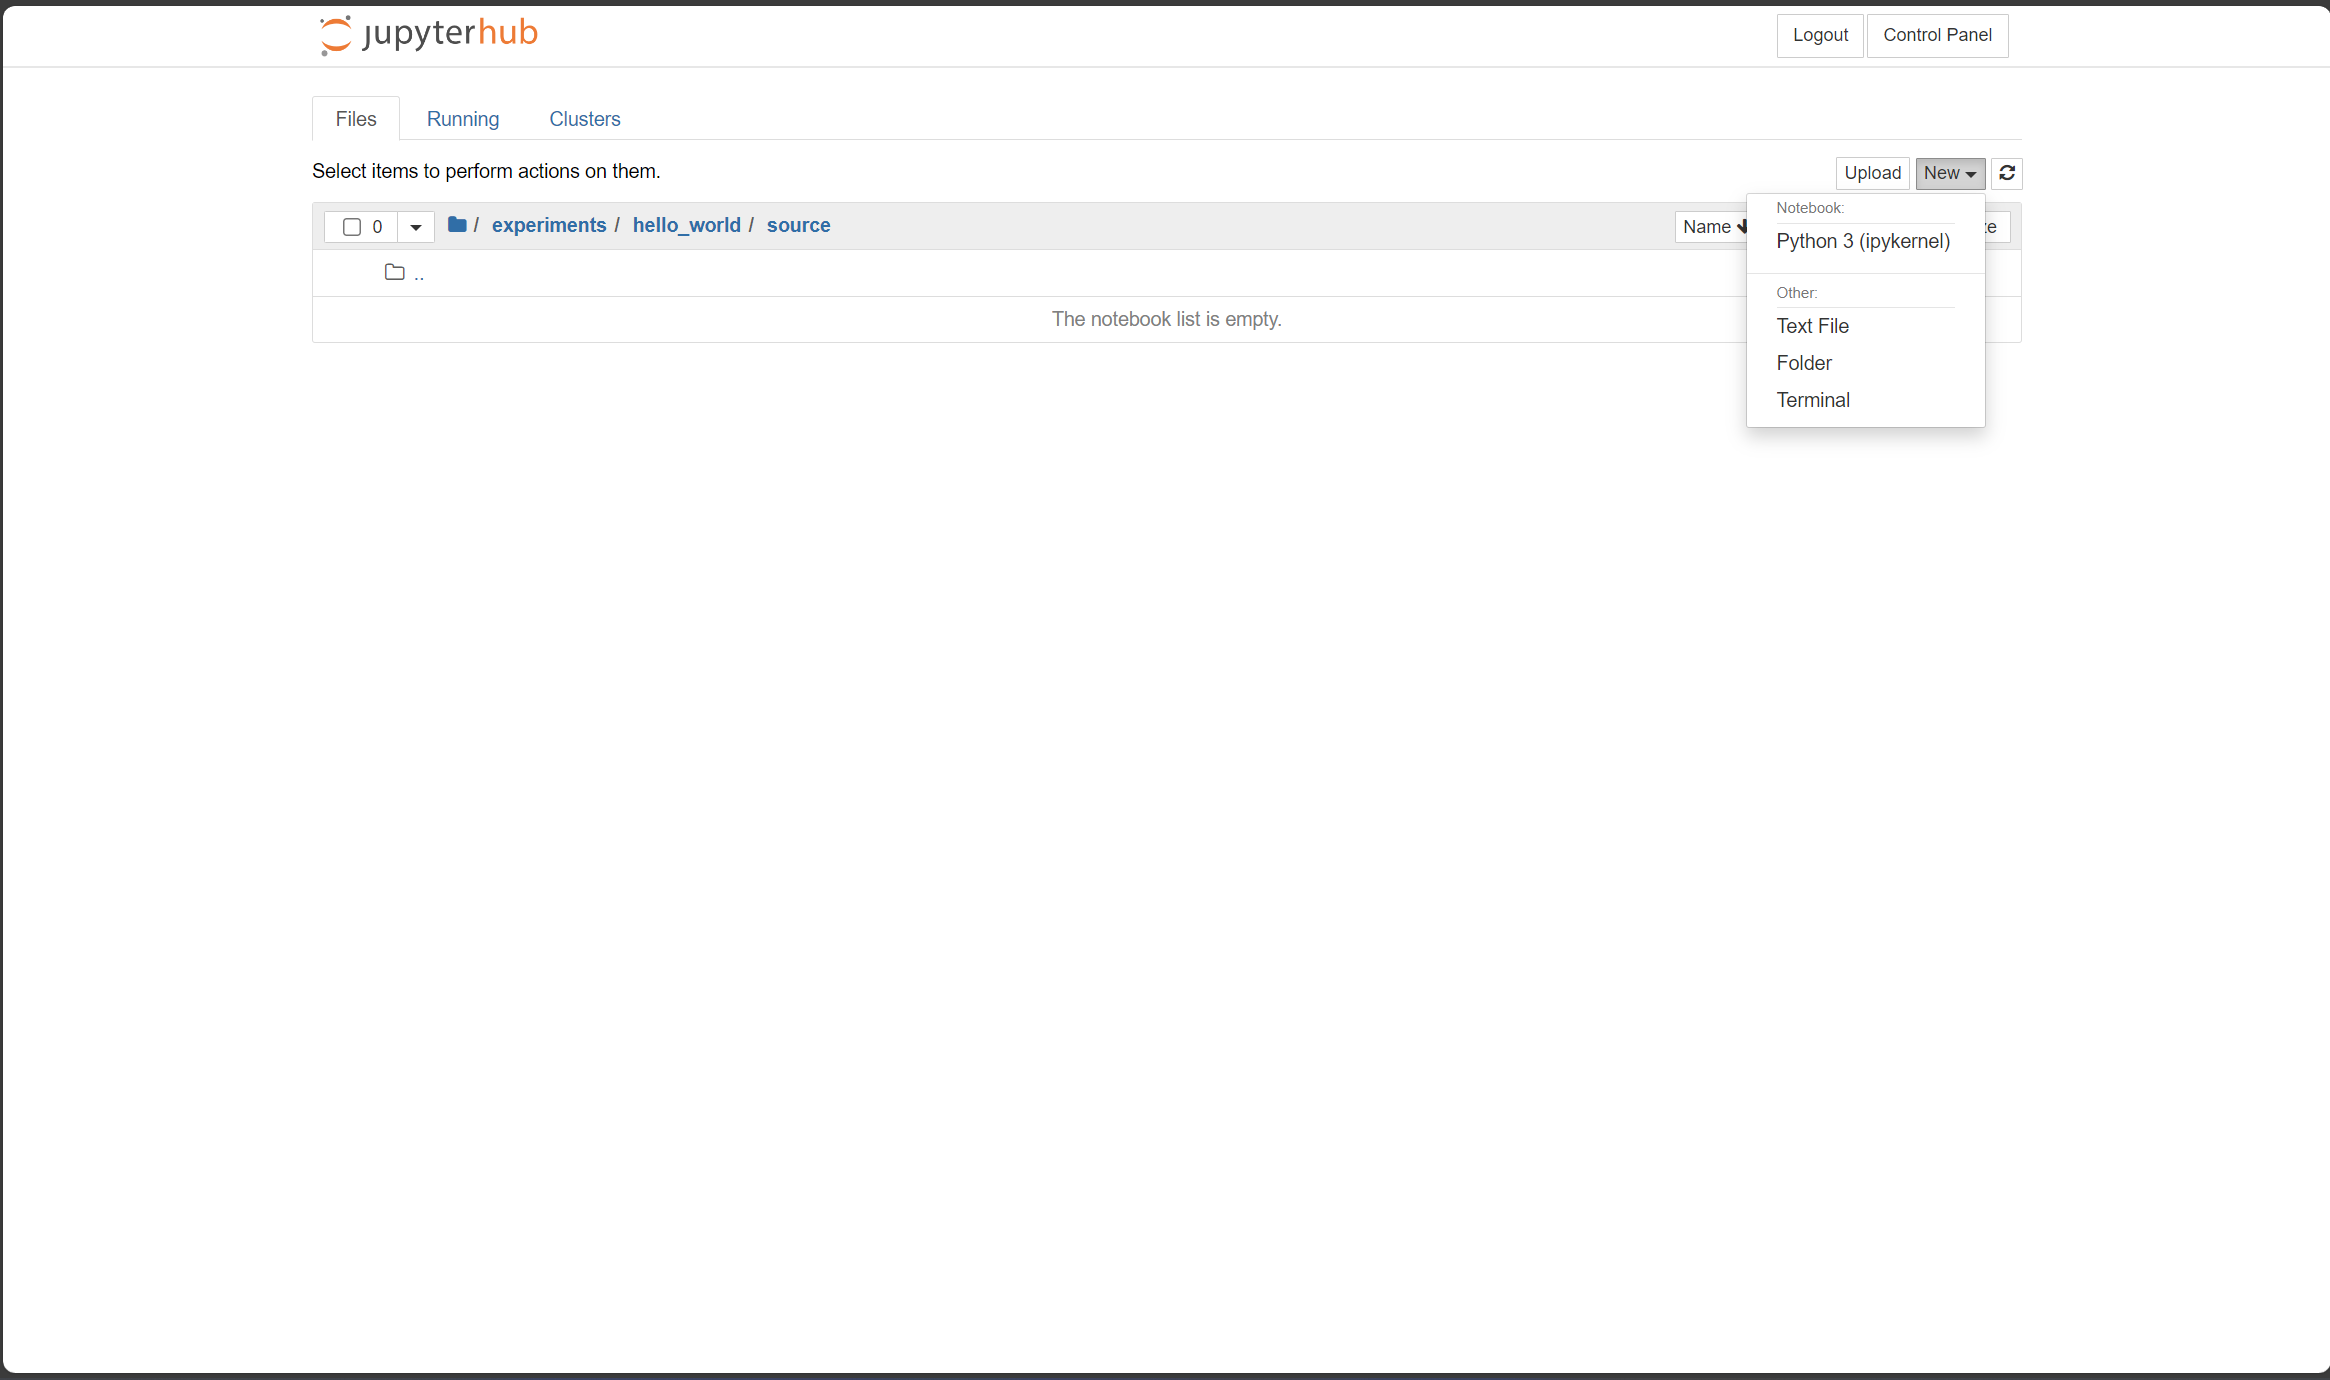 jupyterhub
Logout
Control Panel
Files
Running
Clusters
Select items to perform actions on them.
Upload
New
0
/ experiments / hello_world / source
Name
Notebook:
Python 3 (ipykernel)
..
Other:
The notebook list is empty.
Text File
Folder
Terminal